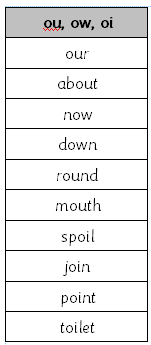 ou, ow, oi
our
about
now
down
round
mouth
spoil
join
point
toilet